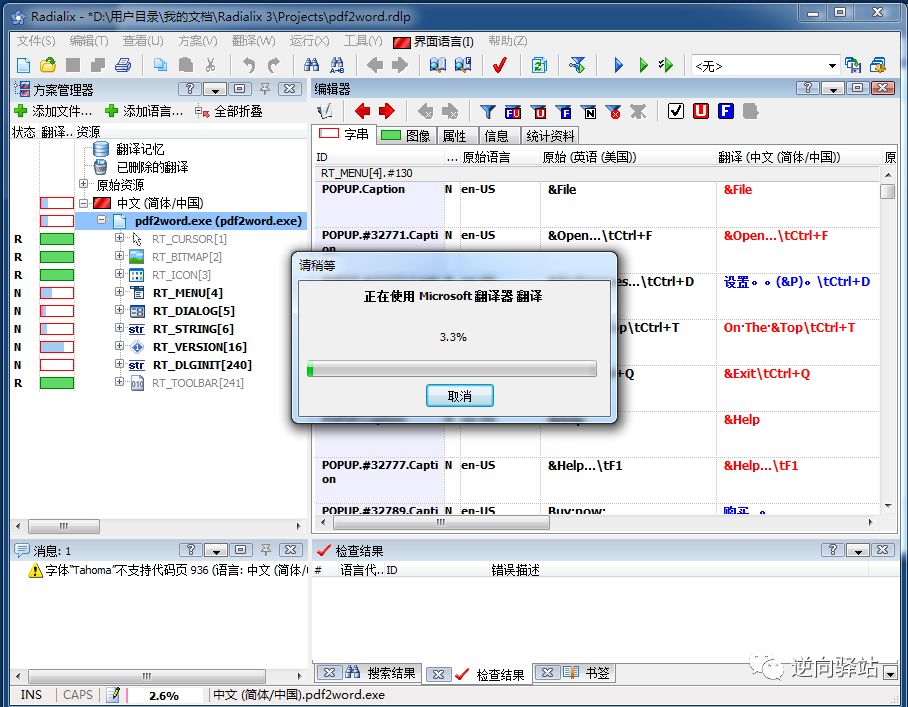 Radialix - *D:\用户目录\我的文档\Radialix 3\Projects\pdf2word.rdlp
文件(S) 编辑(T) 查看(U) 方案(V) 翻译(W) 运行(X) 工具(Y) 界面语言(I) 帮助(Z)
<无>
方案管理器
添加文件... 添加语言... 全部折叠
状态 翻译.. 资源
翻译记忆
已删除的翻译
原始资源
中文 (简体/中国)
pdf2word.exe (pdf2word.exe)
R RT_CURSOR[1]
R RT_BITMAP[2]
R RT_ICON[3]
N RT_MENU[4]
N RT_DIALOG[5]
N str RT_STRING[6]
N RT_VERSION[16]
N str RT_DLGINIT[240]
R 010 RT_TOOLBAR[241]
编辑器
字串 图像 属性 信息 统计资料
ID ... 原始语言 原始 (英语 (美国)) 翻译 (中文 (简体/中国)) 原
RT_MENU[4].#130
POPUP.Caption N en-US &File &File
POPUP.#32771.Capti N en-US &Open...\tCtrl+F &Open...\tCtrl+F
es...\tCtrl+D 设置。。(&P)。\tCtrl+D
op\tCtrl+T On·The·&Top\tCtrl+T
+Q &Exit\tCtrl+Q
&Help
POPUP.#32777.Capti N en-US &Help...\tF1 &Help...\tF1
on
POPUP.#32789.Capti N en-US Buy·now· 购买 。
请稍等
正在使用 Microsoft 翻译器 翻译
3.3%
取消
消息: 1
字体"Tahoma"不支持代码页 936 (语言: 中文 (简体/
检查结果
# 语言代.. ID 错误描述
搜索结果 检查结果 书签
逆向驿站
INS CAPS 2.6% 中文 (简体/中国).pdf2word.exe